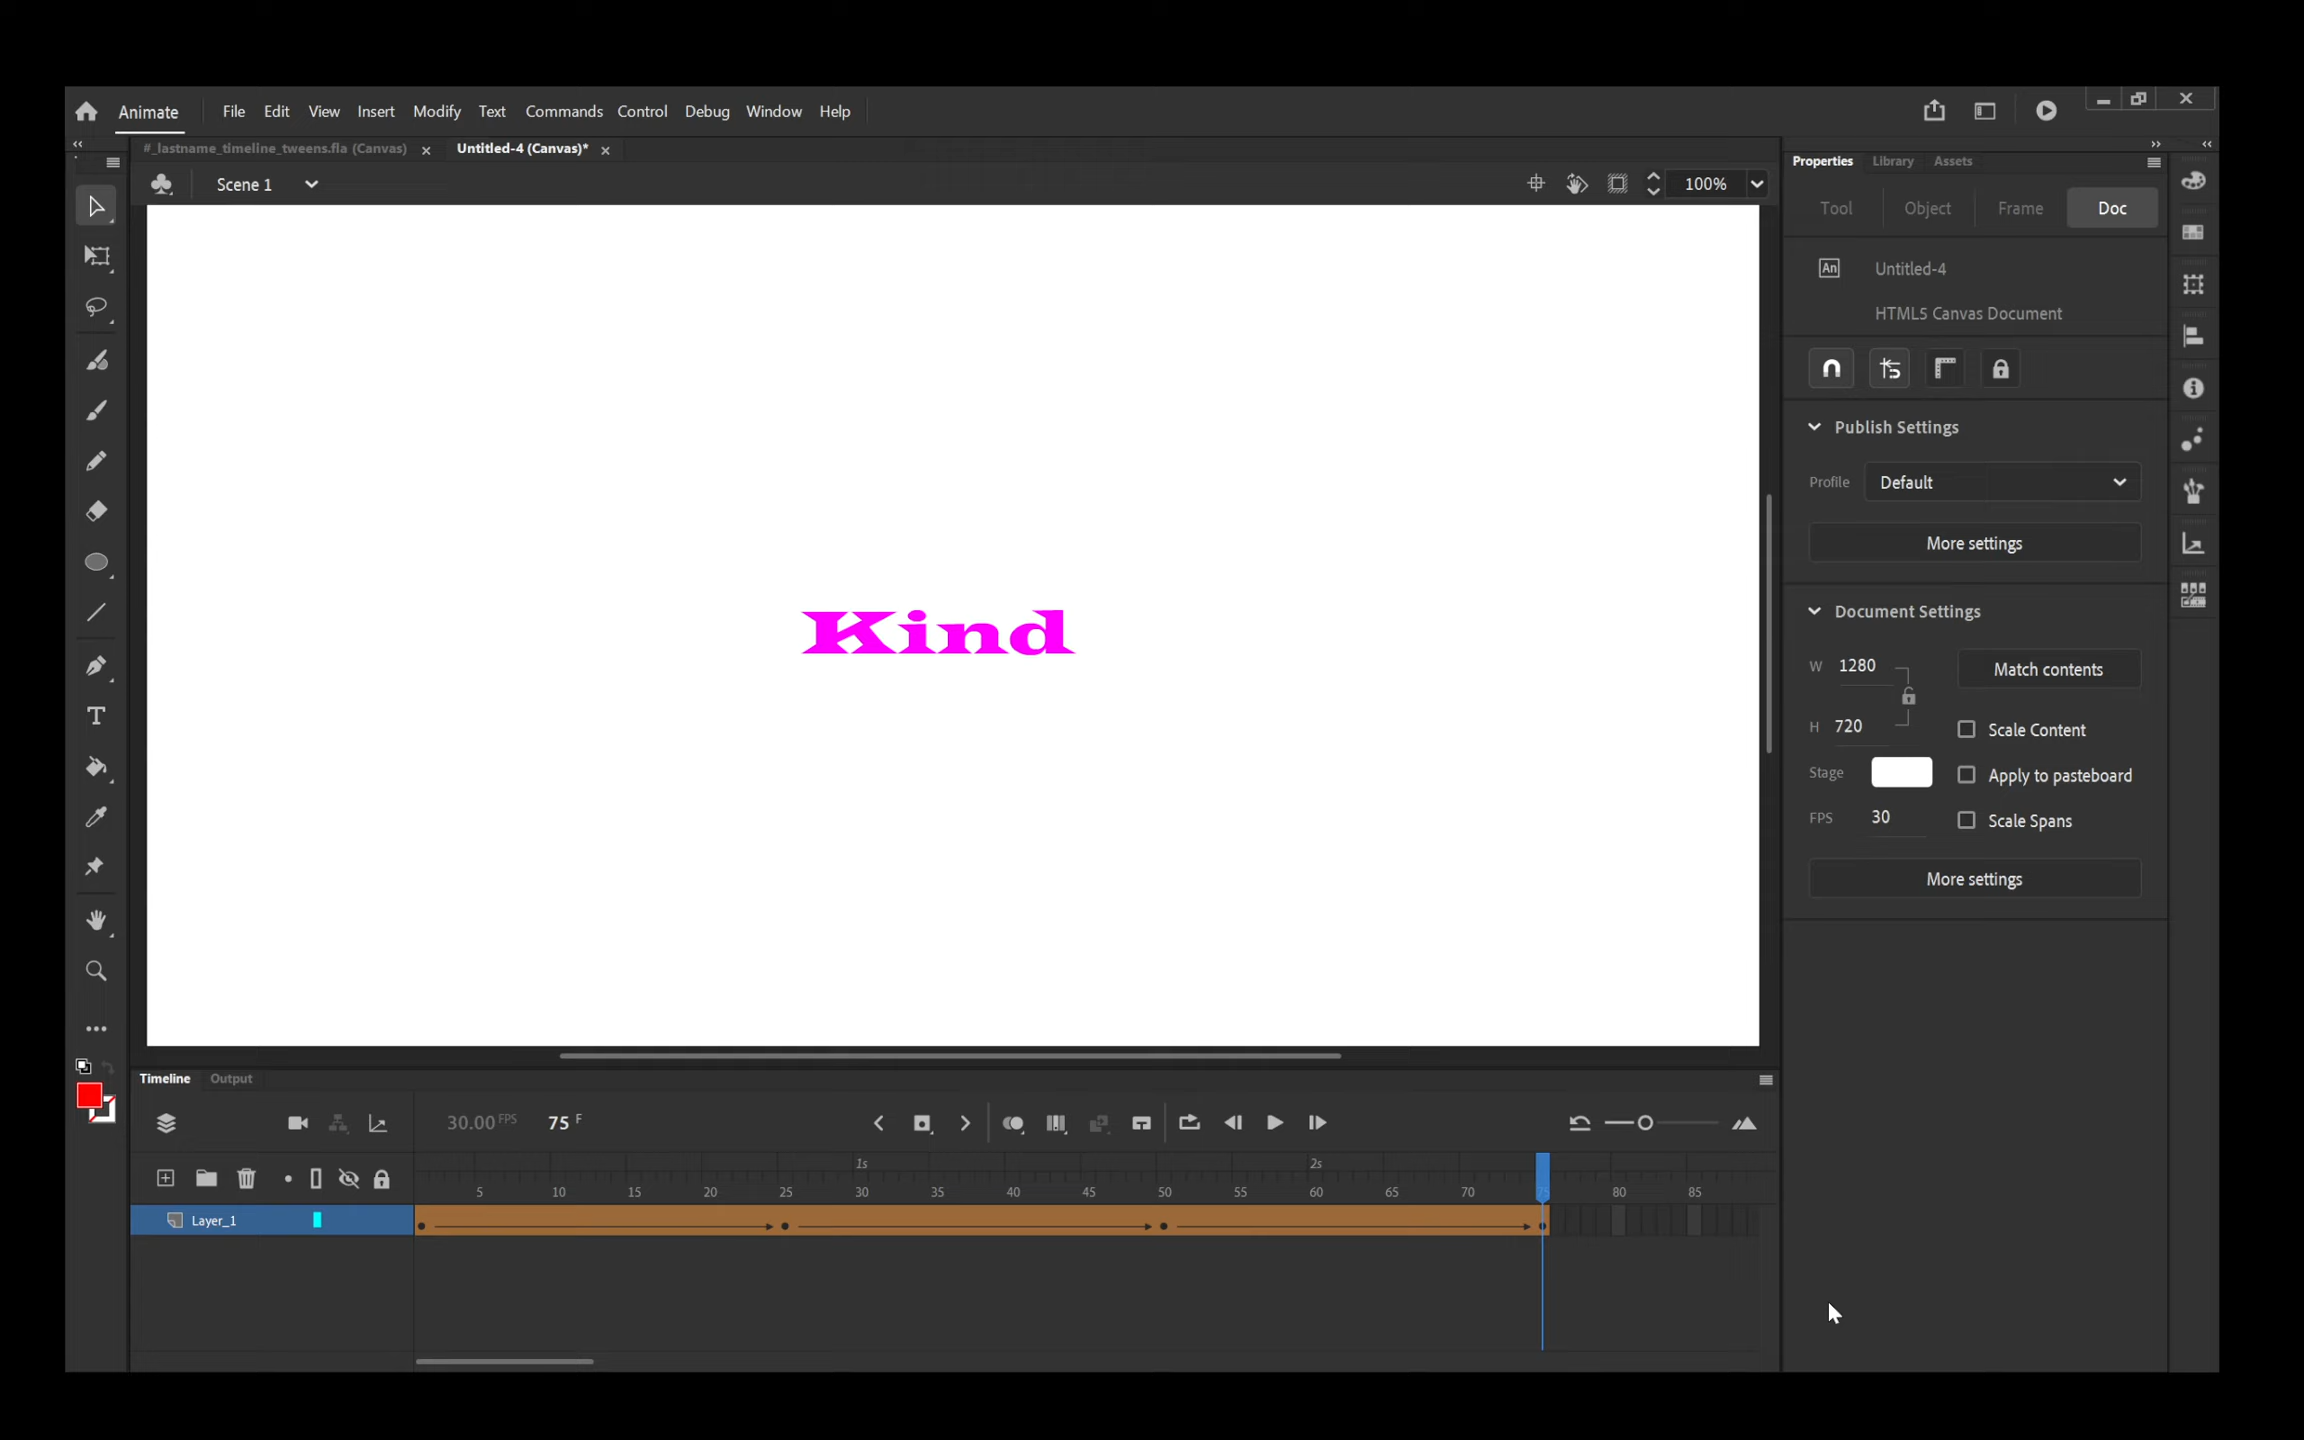 Animate File Edit View Insert Modify Text Commands Control Debug Window Help
#_lastname_timeline_tweens.fla (Canvas) Untitled-4 (Canvas)*
Scene 1 100%
Properties Library Assets
Tool Object Frame Doc
An Untitled-4
HTML5 Canvas Document
Publish Settings
Profile Default
More settings
Document Settings
W 1280 Match contents
H 720 Scale Content
Stage Apply to pasteboard
FPS 30 Scale Spans
More settings
Kind
T
Timeline Output
30.00 FPS 75 F
1s 2s
5 10 15 20 25 30 35 40 45 50 55 60 65 70 75 80 85
Layer_1